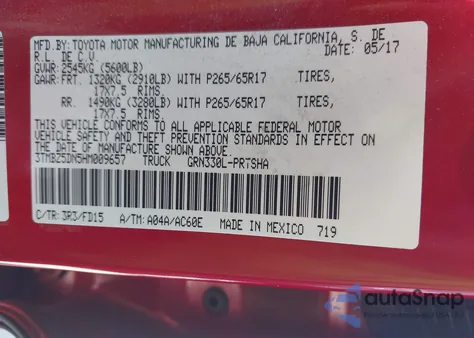 MFD.BY: TOYOTA MOTOR MANUFACTURING DE BAJA CALIFORNIA, S. DE
R.L. DE C.V. DATE: 05/17
GVWR: 2545KG (5600LB)
GAWR: FRT. 1320KG (2910LB) WITH P265/65R17 TIRES,
17X7.5 RIMS.
RR. 1490KG (3280LB) WITH P265/65R17 TIRES,
17X7.5 RIMS.
THIS VEHICLE CONFORMS TO ALL APPLICABLE FEDERAL MOTOR
VEHICLE SAFETY AND THEFT PREVENTION STANDARDS IN EFFECT ON
THE DATE OF MANUFACTURE SHOWN ABOVE.
3TMBZ5DN5HM009657 TRUCK GRN330L-PRTSHA
C/TR: 3R3/FD15 A/TM: A04A/AC60E MADE IN MEXICO 719
autoSnap